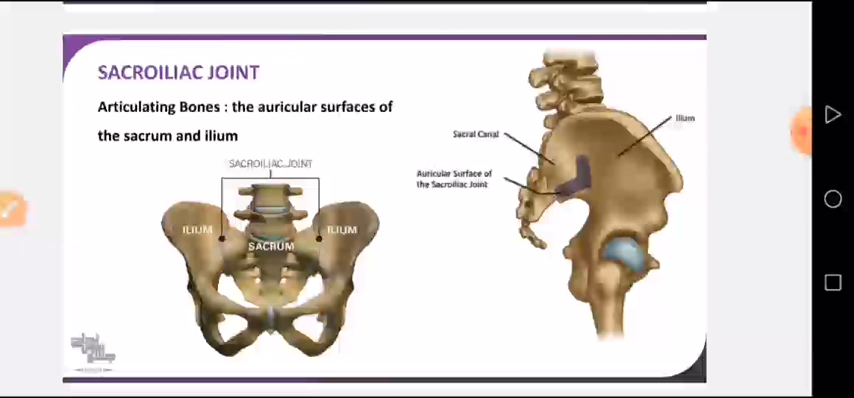 SACROILIAC JOINT
Articulating Bones : the auricular surfaces of
the sacrum and ilium
SACROILIAC JOINT
ILIUM
ILIUM
SACRUM
Sacral Canal
Ilium
Auricular Surface of
the Sacroiliac Joint